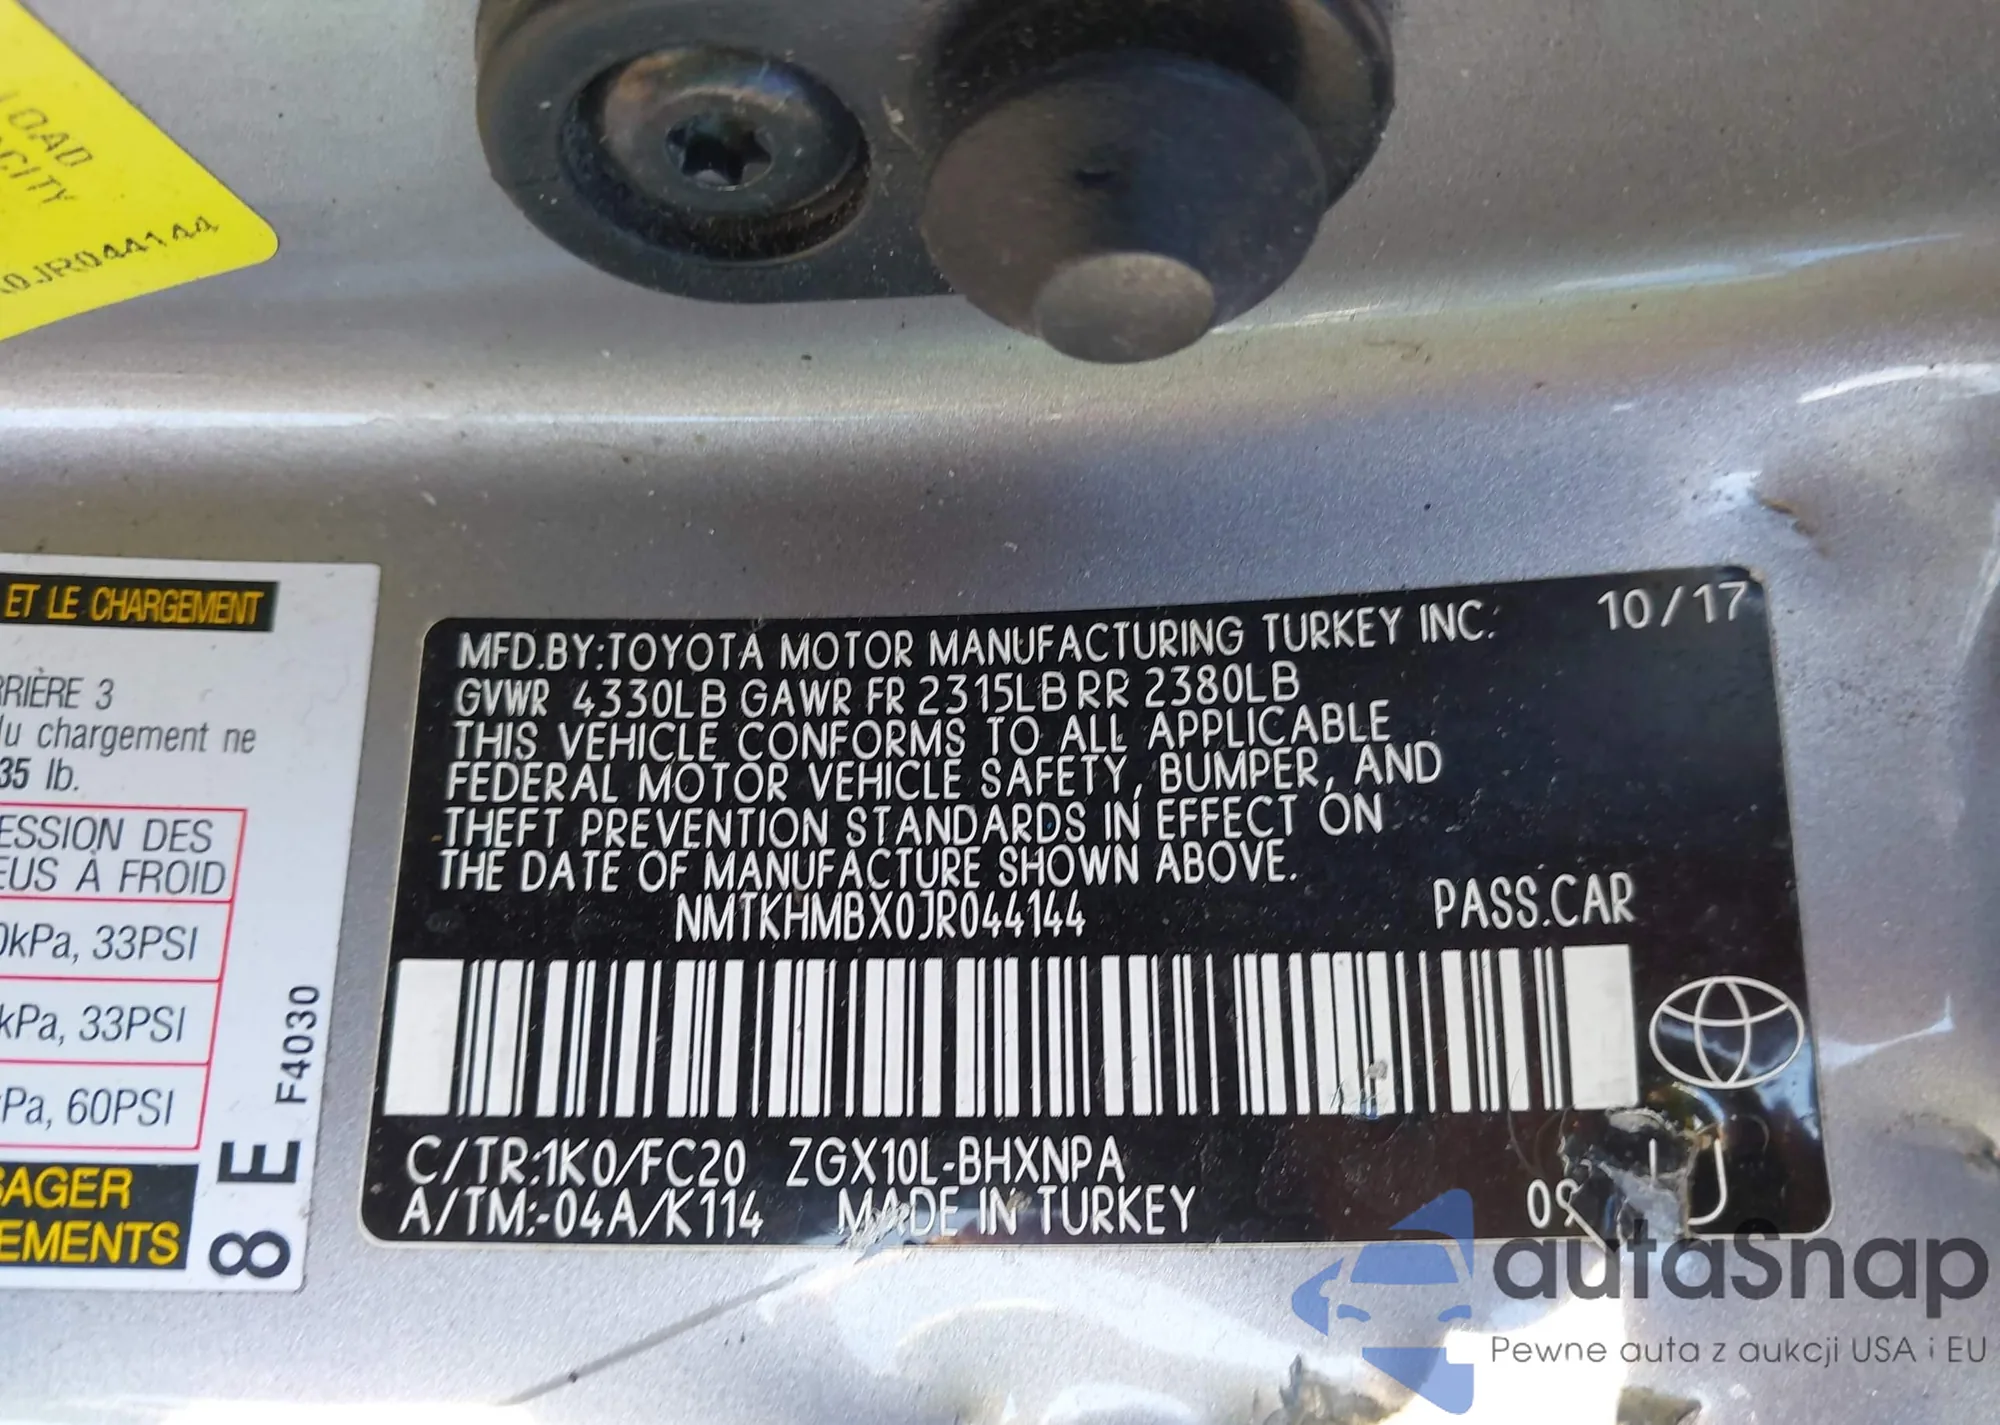 LOAD
CITY
0JR044144
ET LE CHARGEMENT
RIÈRE 3
du chargement ne
35 lb.
ESSION DES
EUS À FROID
kPa, 33PSI
kPa, 33PSI
Pa, 60PSI
AGER
EMENTS
8 E
F4030
MFD.BY:TOYOTA MOTOR MANUFACTURING TURKEY INC. 10/17
GVWR 4330LB GAWR FR 2315LB RR 2380LB
THIS VEHICLE CONFORMS TO ALL APPLICABLE
FEDERAL MOTOR VEHICLE SAFETY, BUMPER, AND
THEFT PREVENTION STANDARDS IN EFFECT ON
THE DATE OF MANUFACTURE SHOWN ABOVE.
NMTKHMBX0JR044144 PASS.CAR
C/TR:1K0/FC20 ZGX10L-BHXNPA
A/TM:-04A/K114 MADE IN TURKEY
autaSnap
Pewne auta z aukcji USA i EU